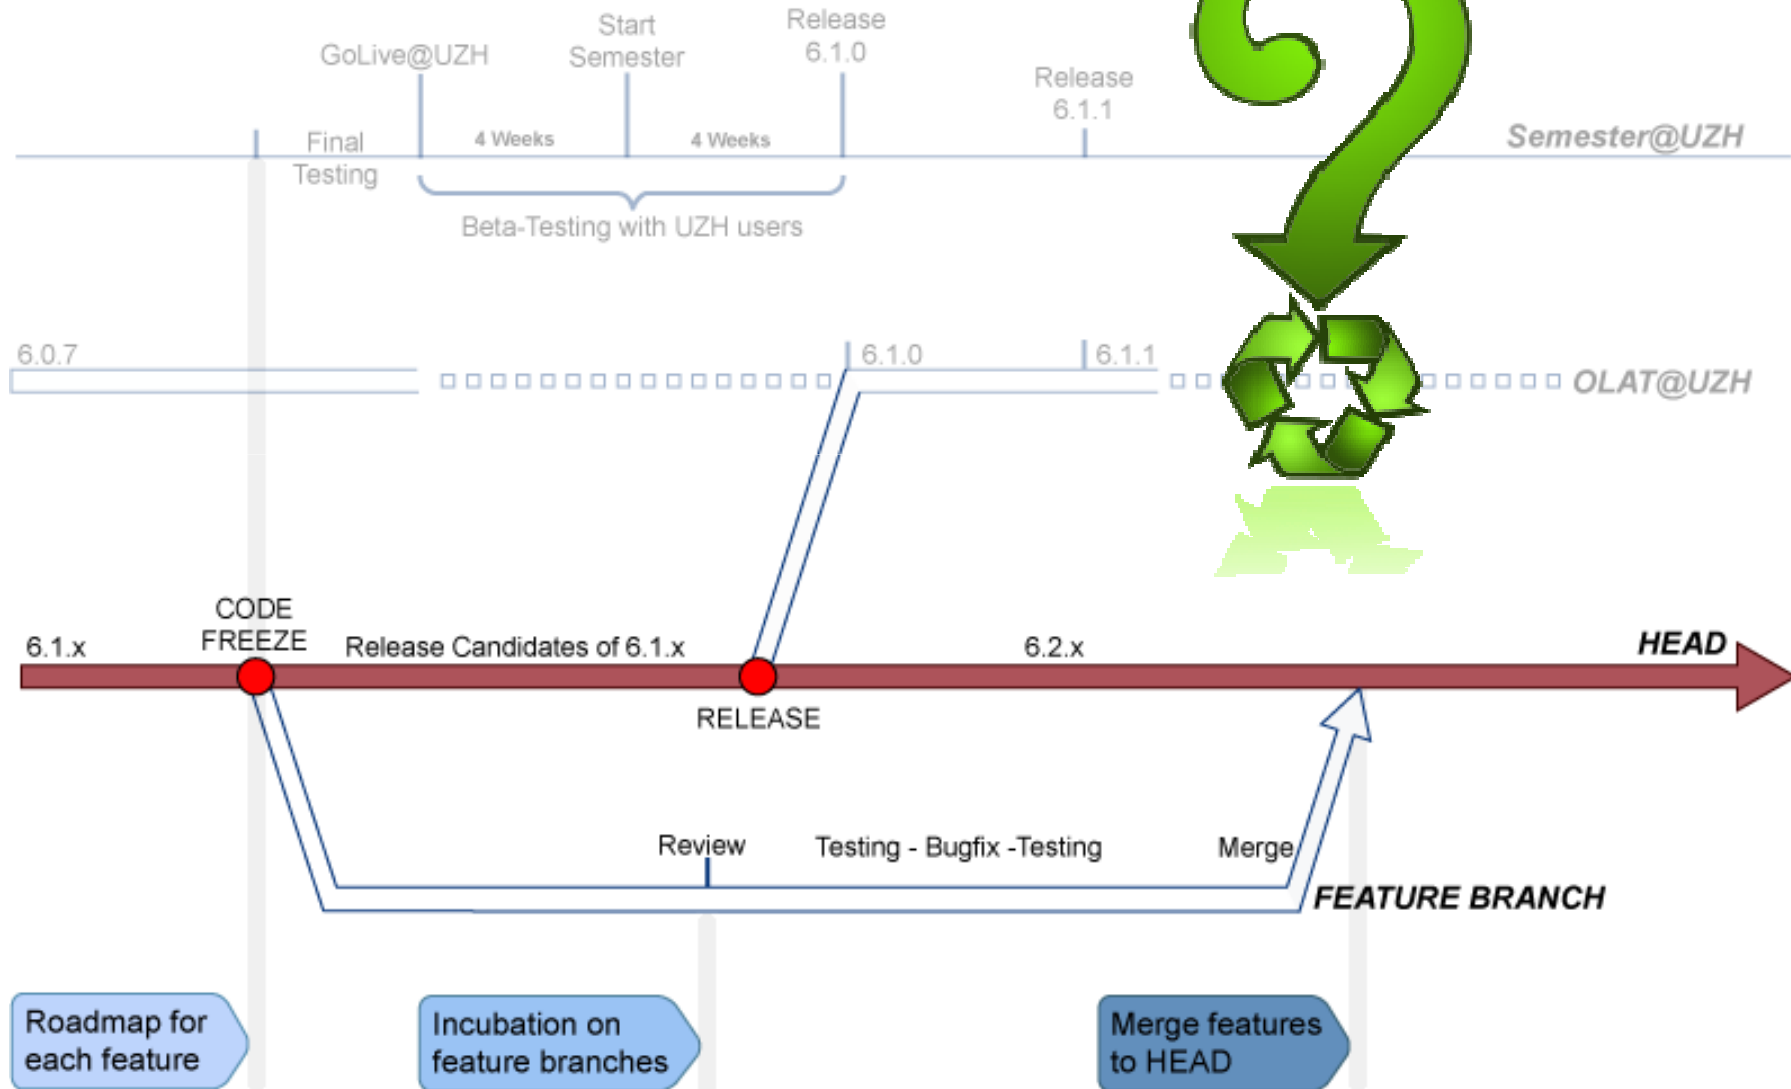 GoLive@UZH
Start
Semester
Release
6.1.0
Release
6.1.1
Final
Testing
4 Weeks
4 Weeks
Semester@UZH
Beta-Testing with UZH users
6.0.7
6.1.0
6.1.1
OLAT@UZH
6.1.x
CODE
FREEZE
Release Candidates of 6.1.x
6.2.x
HEAD
RELEASE
Review
Testing - Bugfix -Testing
Merge
FEATURE BRANCH
Roadmap for
each feature
Incubation on
feature branches
Merge features
to HEAD